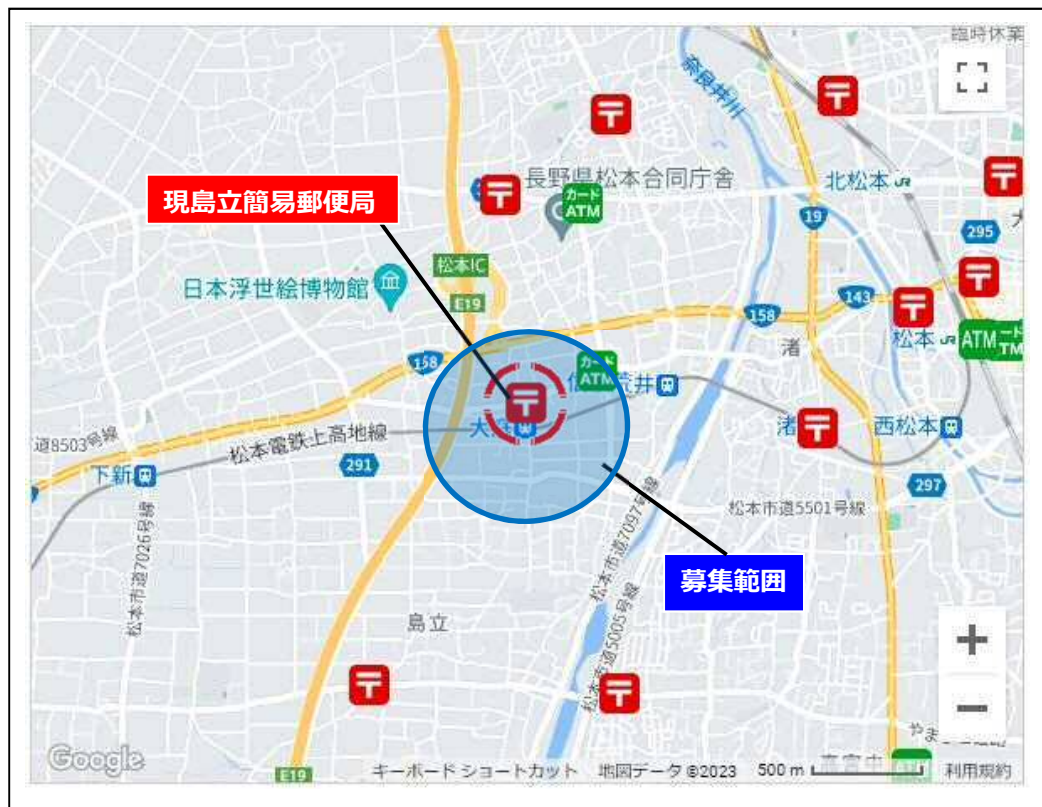 臨時休業
奈良井川
長野県松本合同庁舎
カード
ATM
北松本
JR
現島立簡易郵便局
19
295
松本IC
日本浮世絵博物館
E19
143
158
松本
JR
ATM
渚
158
カード
ATM
荒井
渚
西松本
道8503号線
松本電鉄上高地線
下新
291
297
松本市道5501号線
松本市道7097号線
松本市道7026号線
募集範囲
島立
松本市道5005号線
+
−
Google
E19
キーボード ショートカット
地図データ ©2023
500 m
利用規約